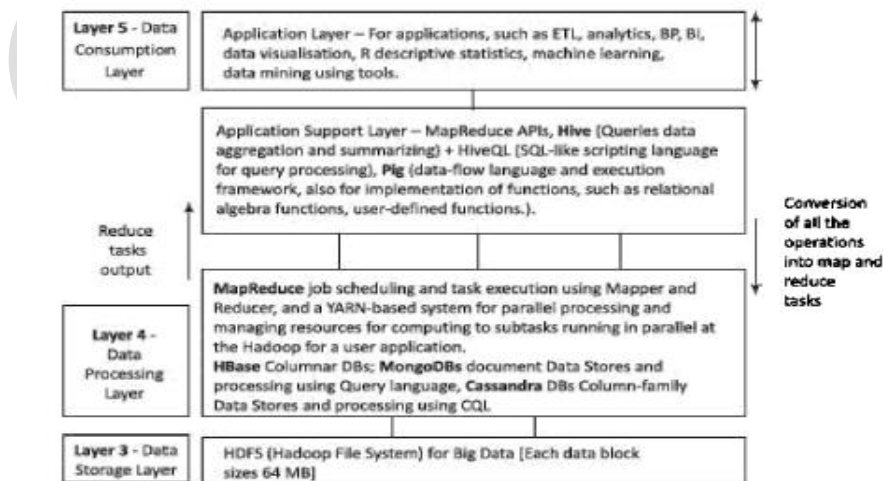 Layer 5 - Data
Consumption
Layer
Application Layer – For applications, such as ETL, analytics, BP, BI,
data visualisation, R descriptive statistics, machine learning,
data mining using tools.
Application Support Layer – MapReduce APIs, Hive (Queries data
aggregation and summarizing) + HiveQL (SQL-like scripting language
for query processing), Pig (data-flow language and execution
framework, also for implementation of functions, such as relational
algebra functions, user-defined functions.).
Reduce
tasks
output
Conversion
of all the
operations
into map and
reduce
tasks
Layer 4 -
Data
Processing
Layer
MapReduce job scheduling and task execution using Mapper and
Reducer, and a YARN-based system for parallel processing and
managing resources for computing to subtasks running in parallel at
the Hadoop for a user application.
HBase Columnar DBs; MongoDBs document Data Stores and
processing using Query language, Cassandra DBs Column-family
Data Stores and processing using CQL
Layer 3 - Data
Storage Layer
HDFS (Hadoop File System) for Big Data [Each data block
sizes 64 MB]